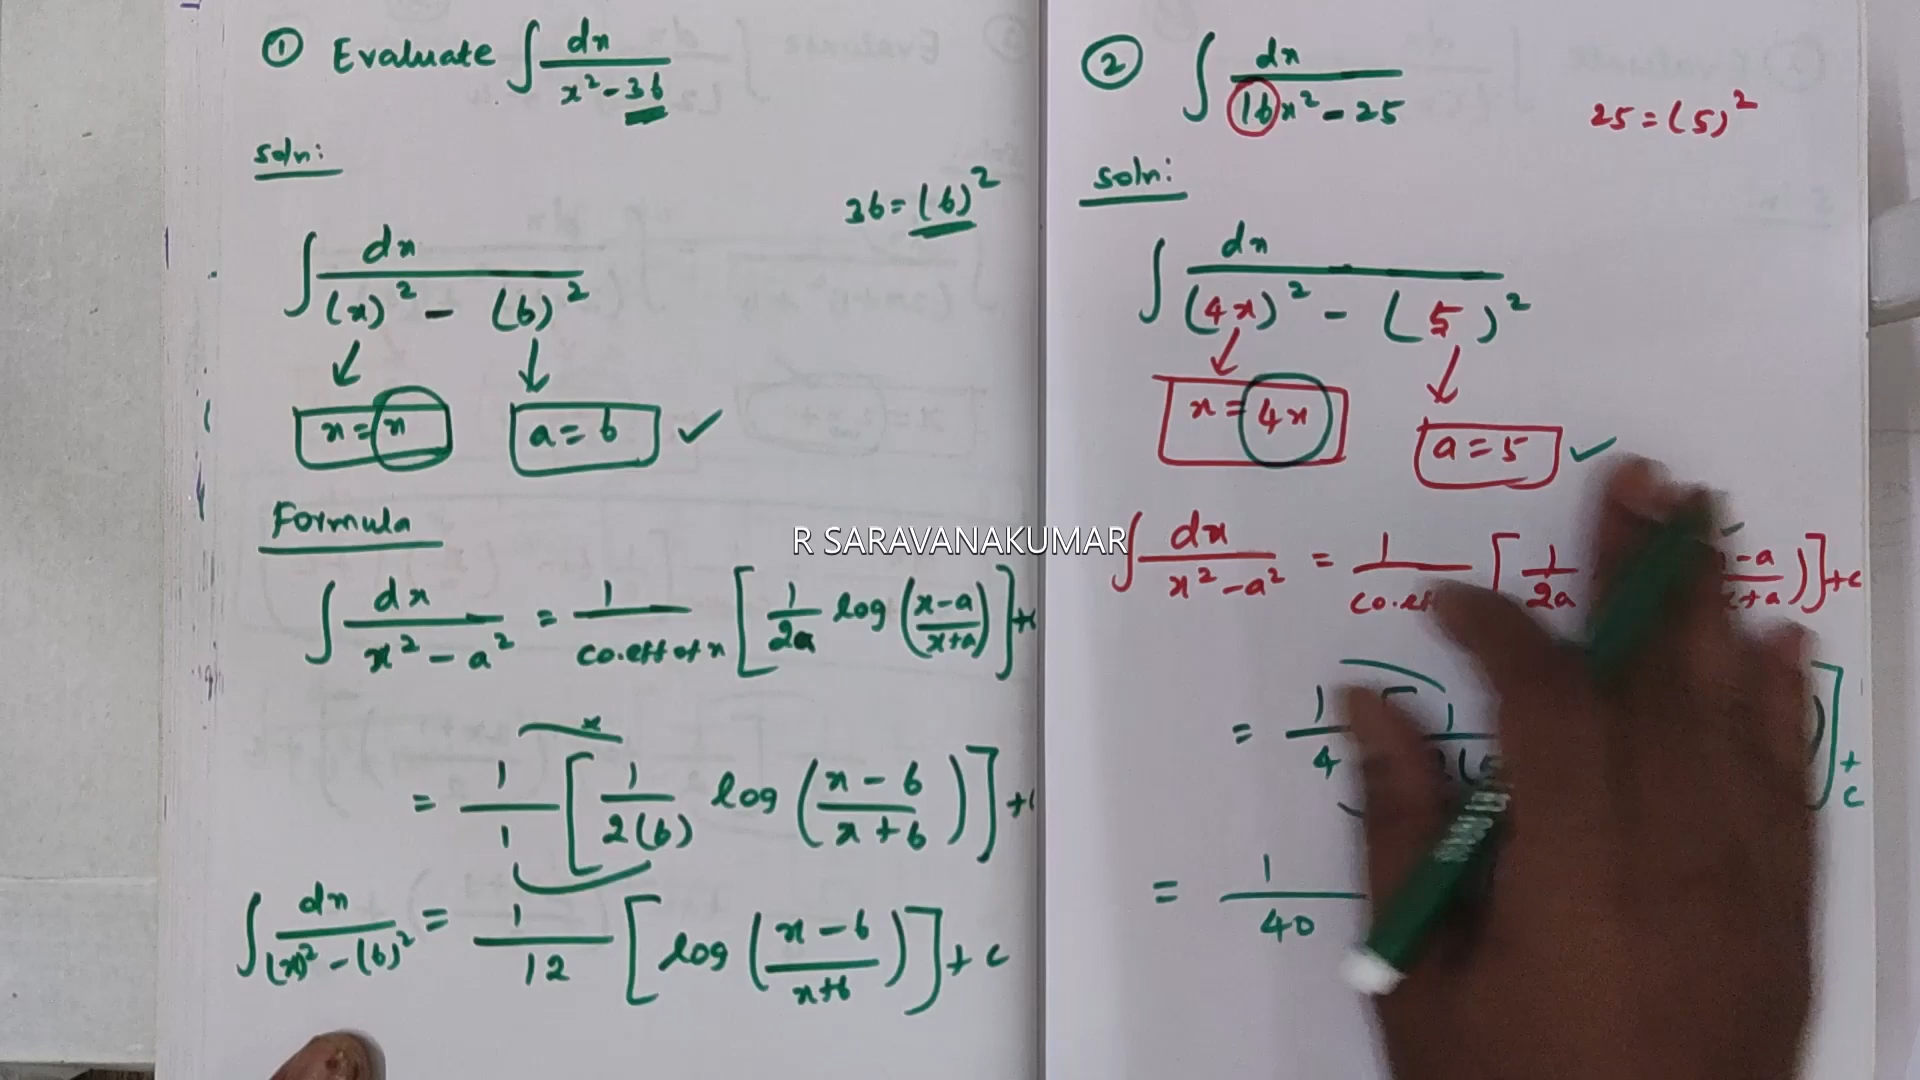 ① Evaluate ∫ dx / x² - 36
Soln:
36 = (6)²
∫ dx / (x)² - (6)²
x = x   a = 6 ✓
Formula
∫ dx / x² - a² = 1 / co.eff of x [ 1 / 2a log ( x-a / x+a ) ] + c
= 1 / 1 [ 1 / 2(6) log ( x - 6 / x + 6 ) ] + c
∫ dx / (x)² - (6)² = 1 / 12 [ log ( x - 6 / x+6 ) ] + c
② ∫ dx / 16x² - 25
25 = (5)²
Soln:
∫ dx / (4x)² - (5)²
x = 4x   a = 5 ✓
∫ dx / x² - a² = 1 / [ 1 / 2a -a / +a ) ] + c
= 1 / 4 [ 1 / ) ] + c
= 1 / 40
R SARAVANAKUMAR